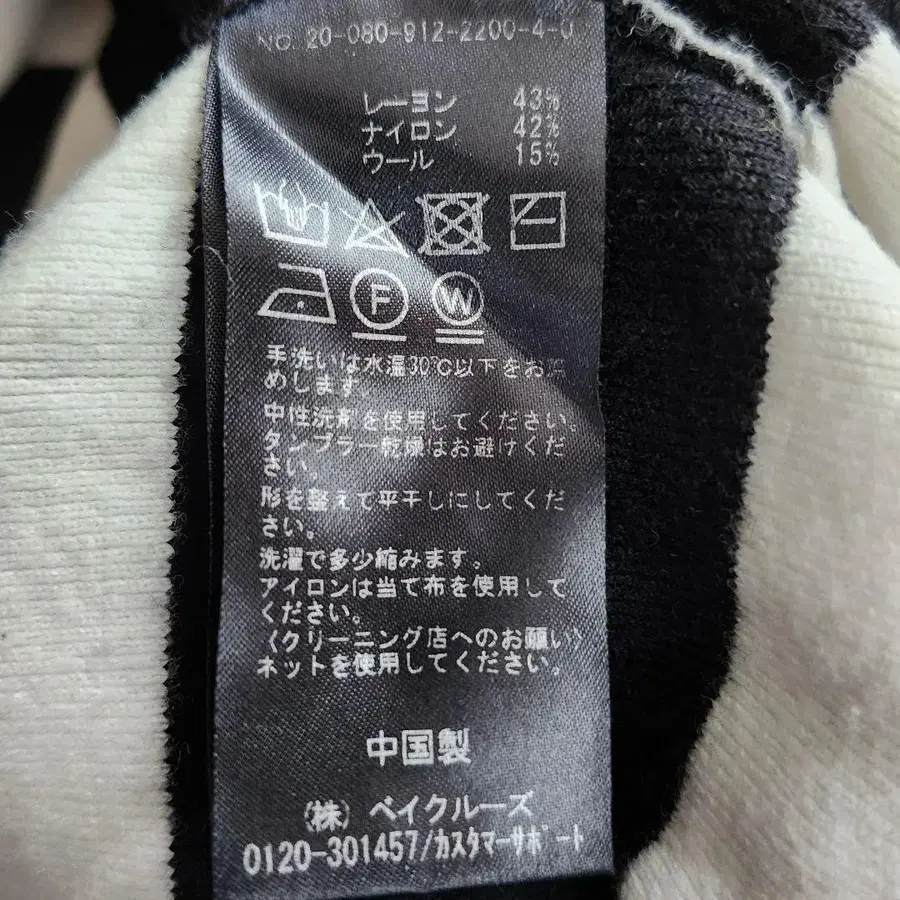 NO. 20-080-912-2200-4-0
レーヨン 43%
ナイロン 42%
ウール 15%
F W
手洗いは水温30℃以下をお
めします。
中性洗剤を使用してください。
タンブラー乾燥はお避けくだ
さい。
形を整えて平干しにしてくだ
さい。
洗濯で多少縮みます。
アイロンは当て布を使用して
ください。
〈クリーニング店へのお願い〉
ネットを使用してください。
中国製
(株) ベイクルーズ
0120-301457/カスタマーサポート